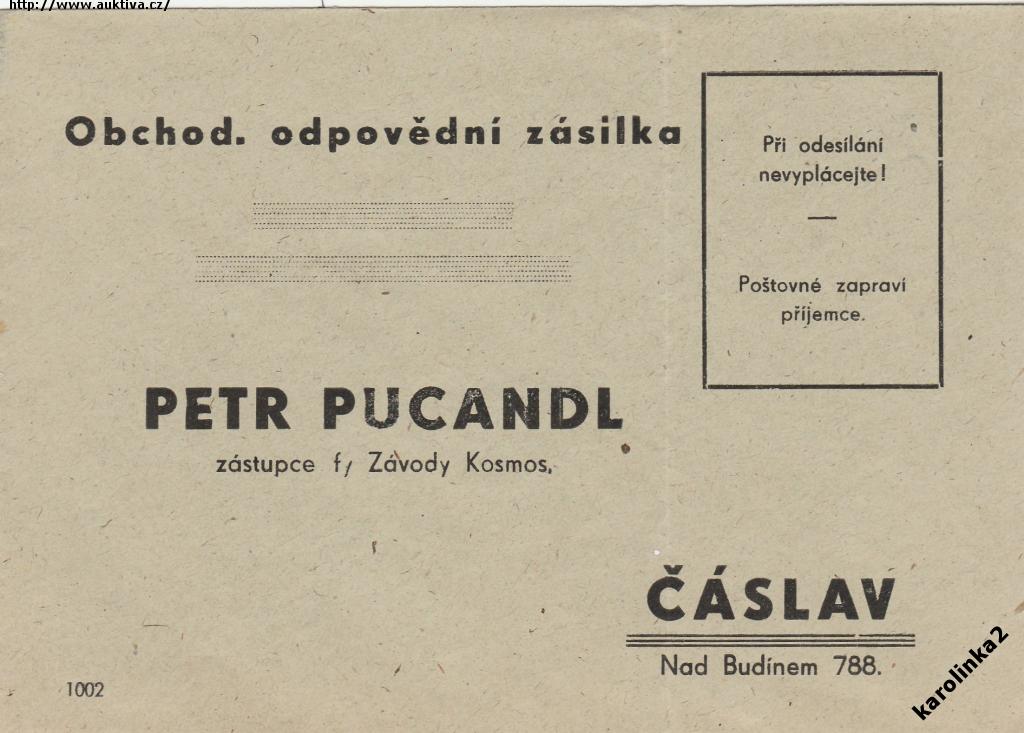 http://www.auktiva.cz/
Obchod. odpovědní zásilka
Při odesílání
nevyplácejte!
Poštovné zapraví
příjemce.
PETR PUCANDL
zástupce f/ Závody Kosmos,
ČÁSLAV
Nad Budínem 788.
1002
karolinka2